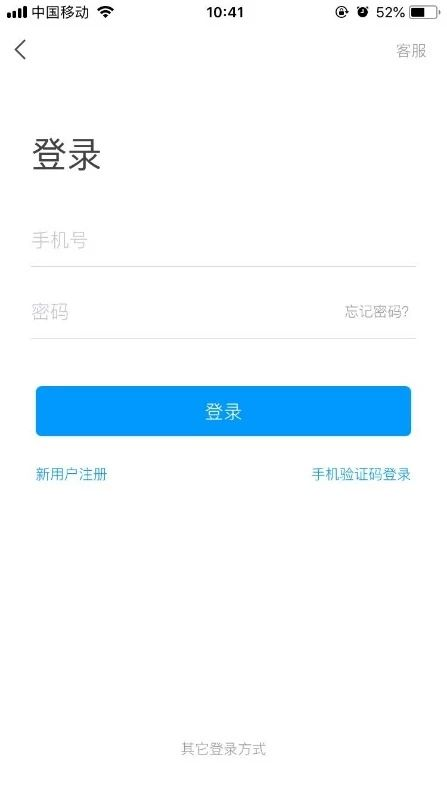 中国移动 10:41 52%
客服
登录
手机号
密码 忘记密码?
登录
新用户注册 手机验证码登录
其它登录方式